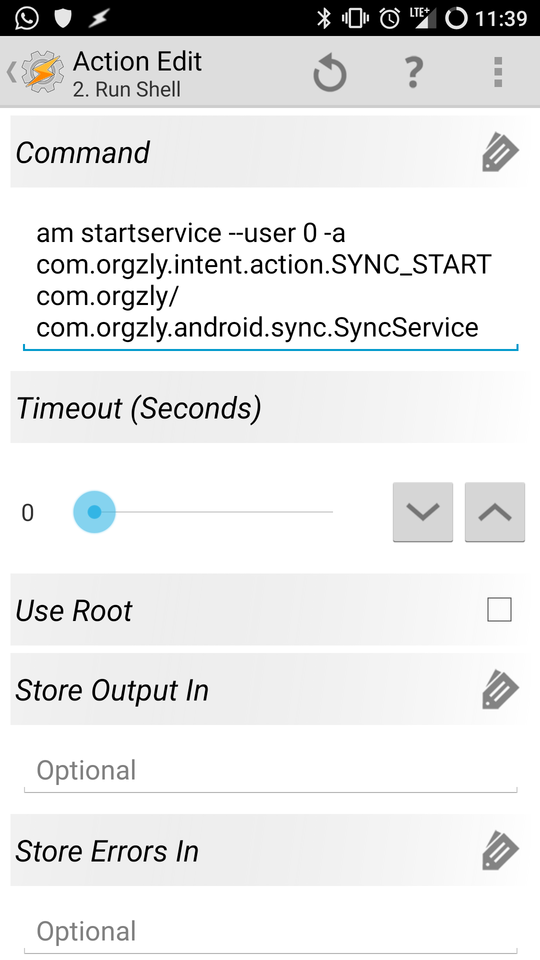 LTE+ 11:39
Action Edit
2. Run Shell
Command
am startservice --user 0 -a
com.orgzly.intent.action.SYNC_START
com.orgzly/
com.orgzly.android.sync.SyncService
Timeout (Seconds)
0
Use Root
Store Output In
Optional
Store Errors In
Optional